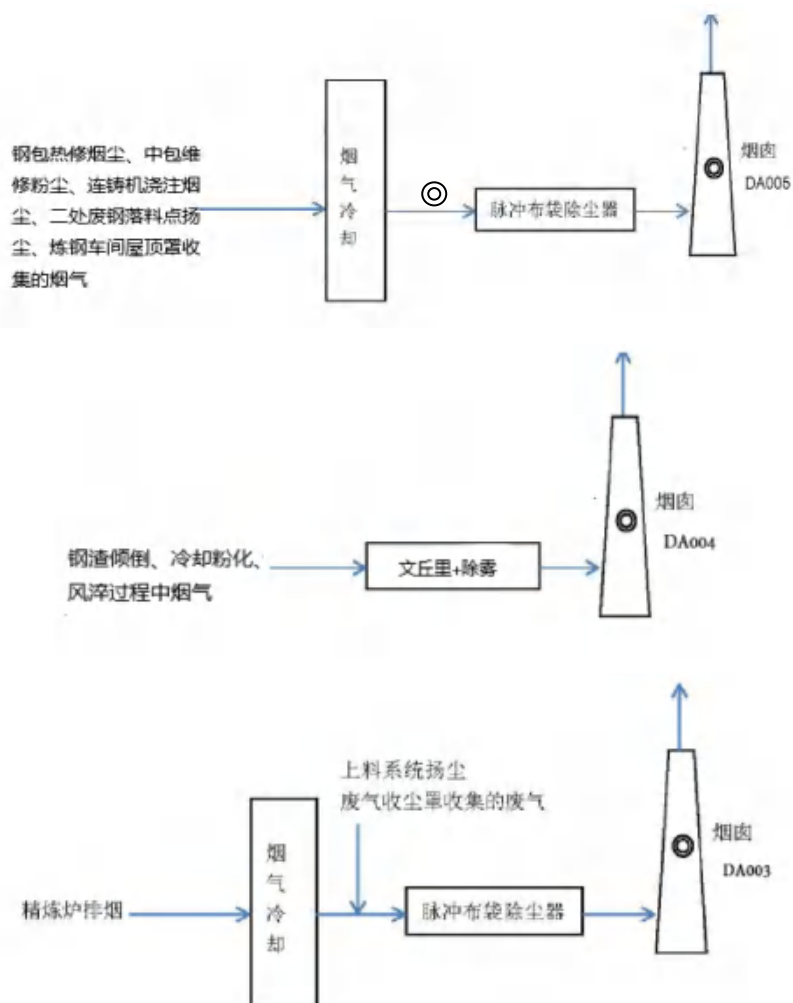 钢包热修烟尘、中包维
修粉尘、连铸机浇注烟
尘、二处废钢落料点扬
尘、炼钢车间屋顶罩收
集的烟气
烟气冷却
脉冲布袋除尘器
烟囱
DA005
钢渣倾倒、冷却粉化、
风淬过程中烟气
文丘里+除雾
烟囱
DA004
上料系统扬尘
废气收尘罩收集的废气
精炼炉排烟
烟气冷却
脉冲布袋除尘器
烟囱
DA003